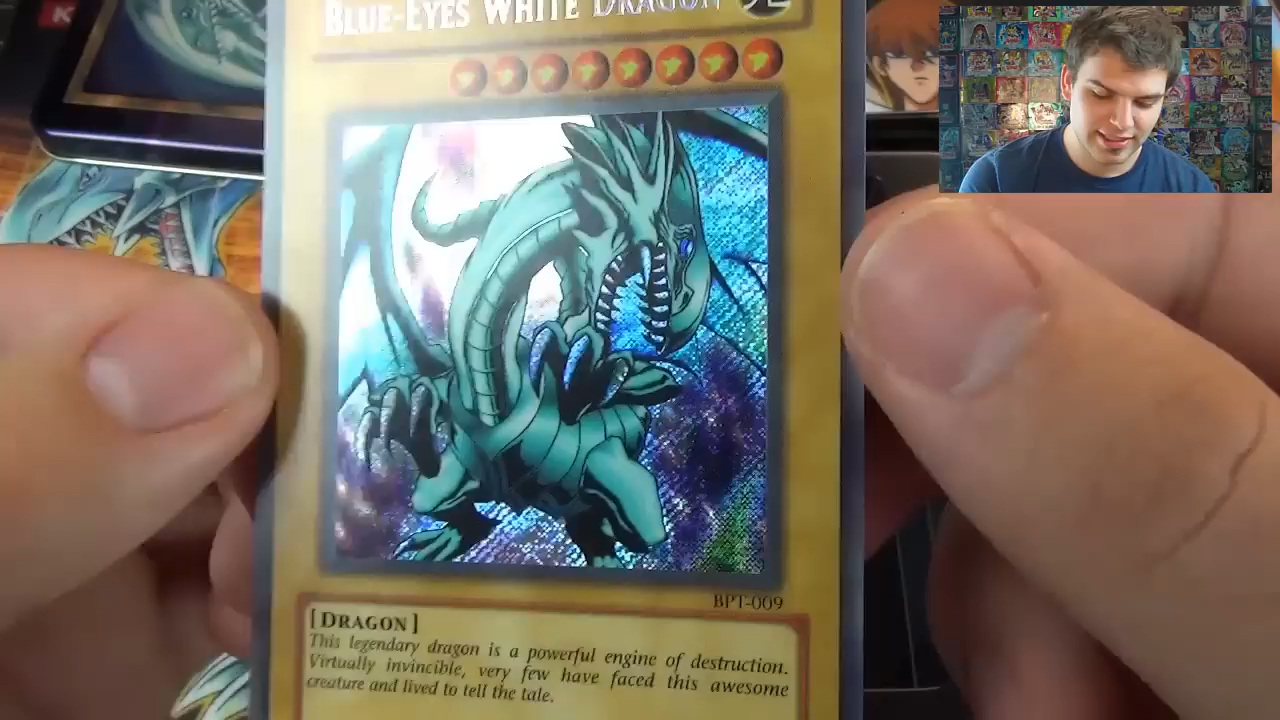 BLUE-EYES WHITE DRAGON
BPT-009
[DRAGON]
This legendary dragon is a powerful engine of destruction.
Virtually invincible, very few have faced this awesome
creature and lived to tell the tale.